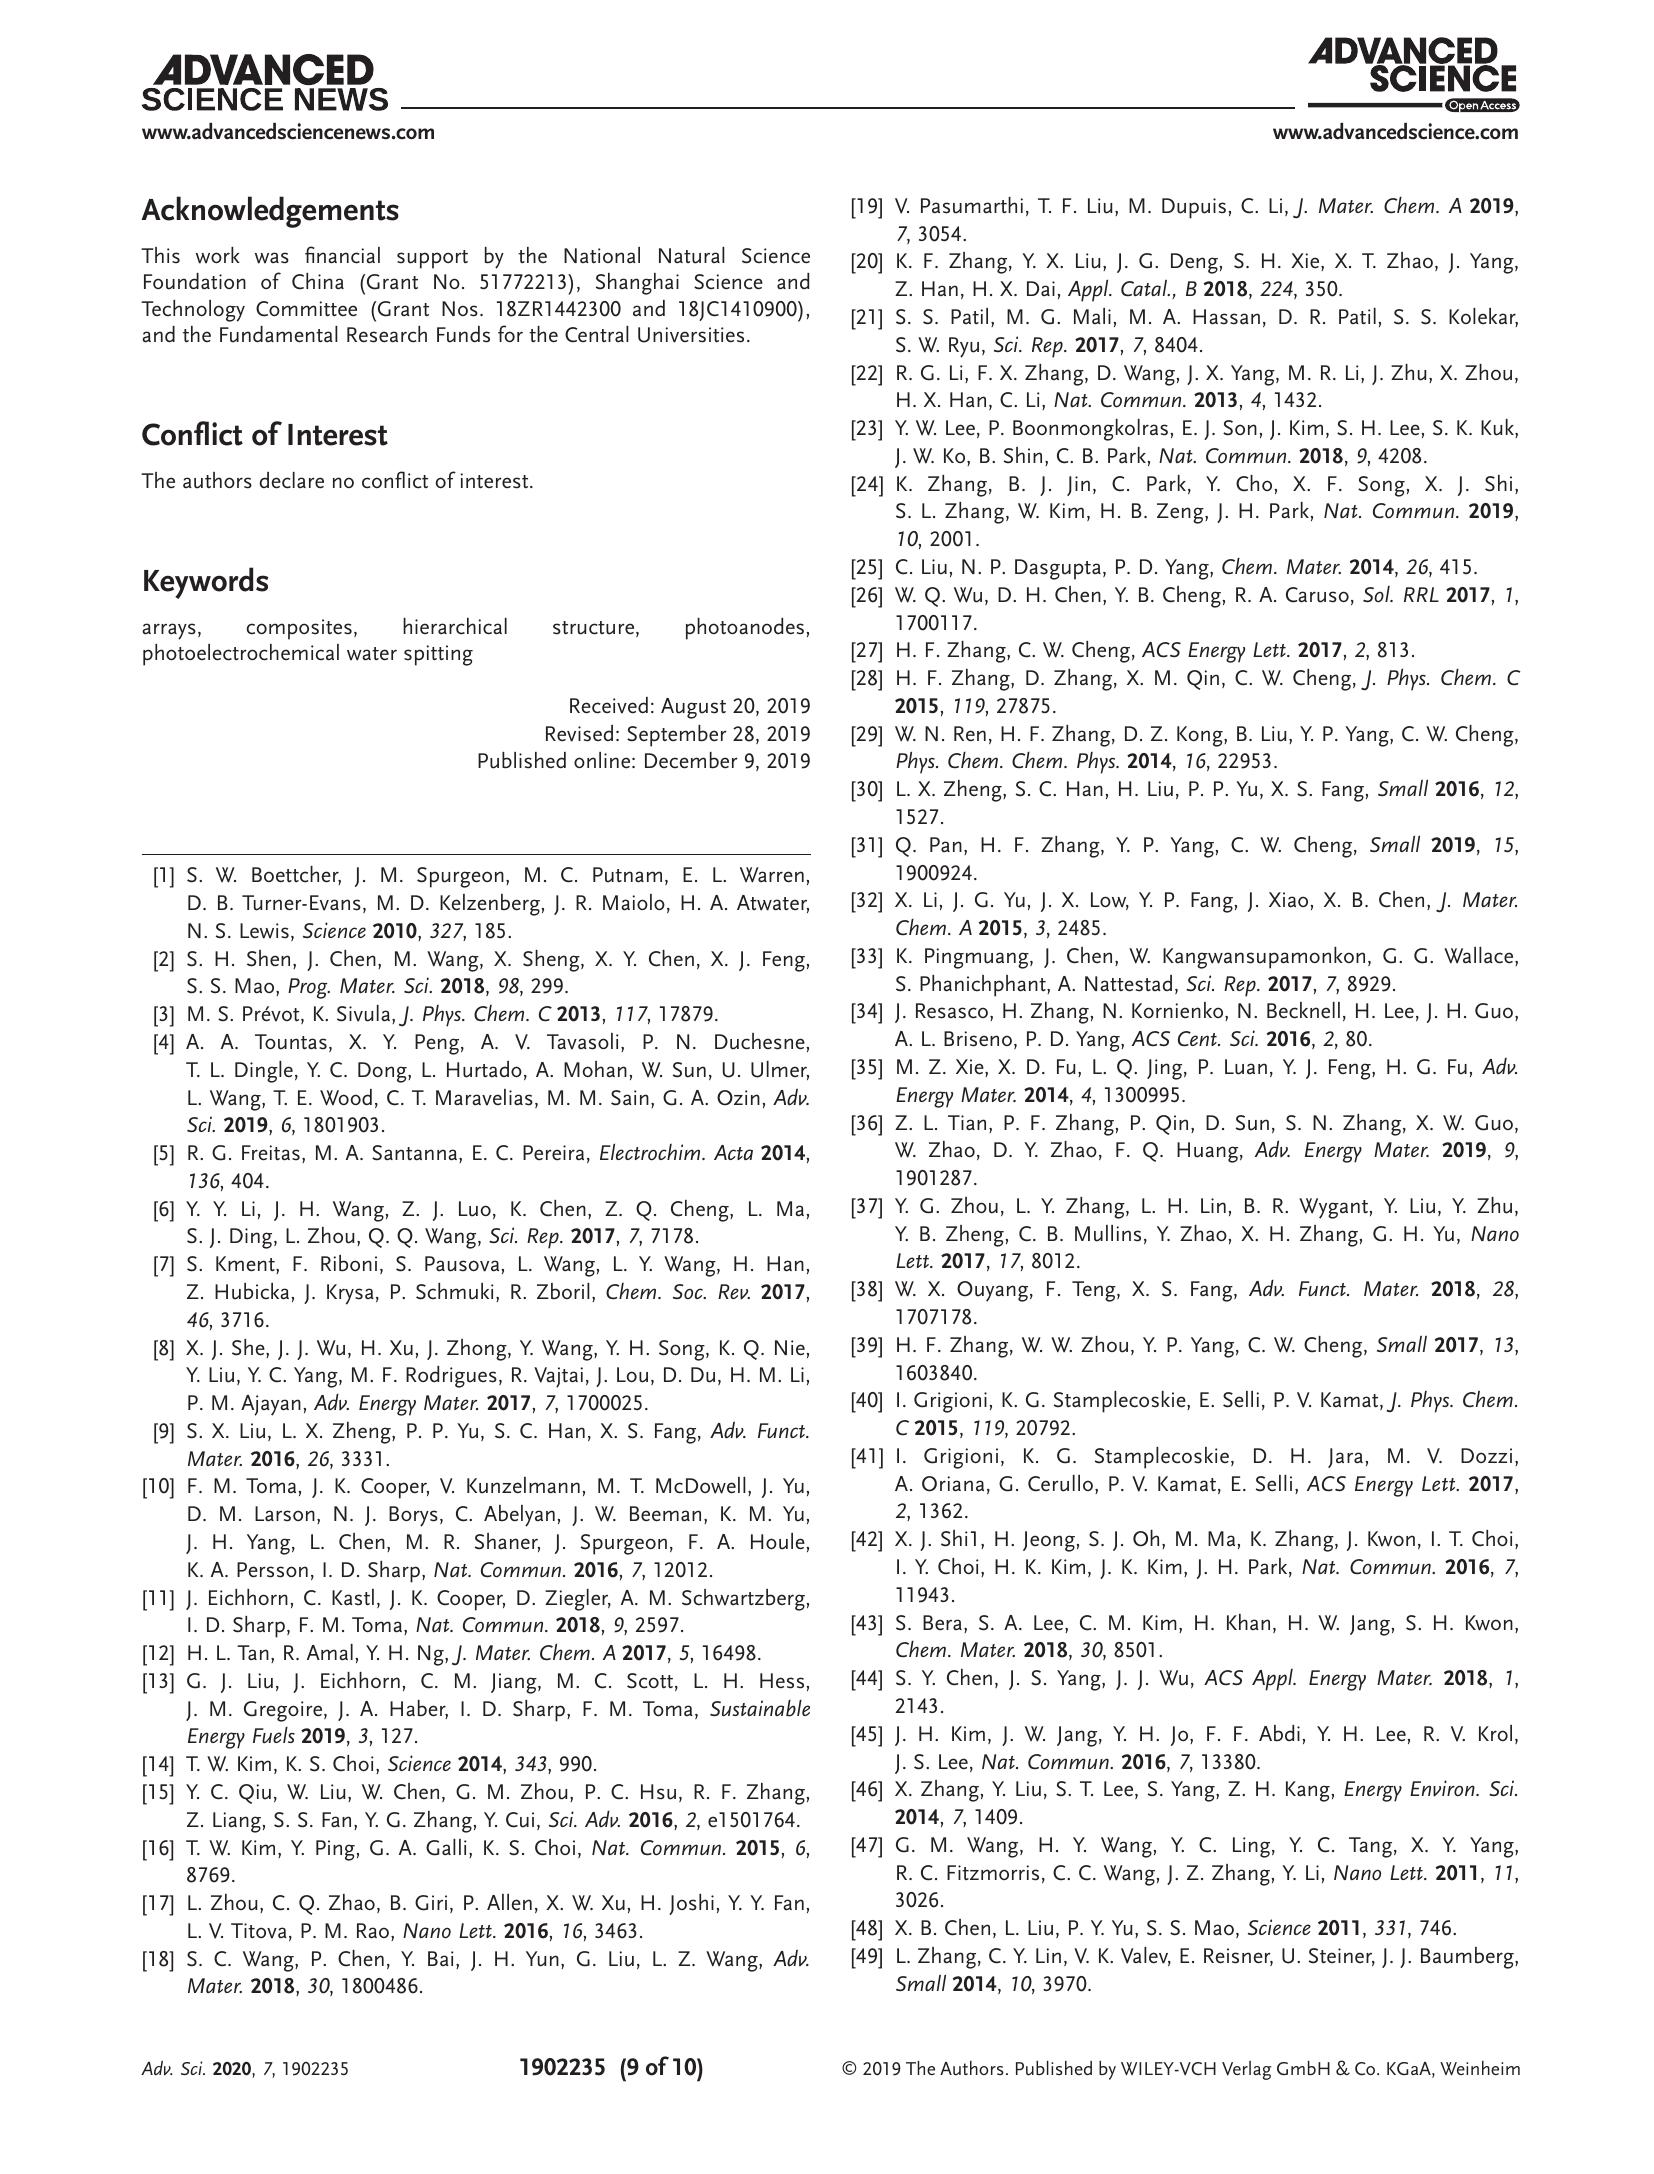 ADVANCED
SCIENCE NEWS
www.advancedsciencenews.com
ADVANCED
SCIENCE
Open Access
www.advancedscience.com
Acknowledgements
This work was financial support by the National Natural Science
Foundation of China (Grant No. 51772213), Shanghai Science and
Technology Committee (Grant Nos. 18ZR1442300 and 18JC1410900),
and the Fundamental Research Funds for the Central Universities.
Conflict of Interest
The authors declare no conflict of interest.
Keywords
arrays, composites, hierarchical structure, photoanodes,
photoelectrochemical water spitting
Received: August 20, 2019
Revised: September 28, 2019
Published online: December 9, 2019
[1] S. W. Boettcher, J. M. Spurgeon, M. C. Putnam, E. L. Warren,
D. B. Turner-Evans, M. D. Kelzenberg, J. R. Maiolo, H. A. Atwater,
N. S. Lewis, Science 2010, 327, 185.
[2] S. H. Shen, J. Chen, M. Wang, X. Sheng, X. Y. Chen, X. J. Feng,
S. S. Mao, Prog. Mater. Sci. 2018, 98, 299.
[3] M. S. Prévot, K. Sivula, J. Phys. Chem. C 2013, 117, 17879.
[4] A. A. Tountas, X. Y. Peng, A. V. Tavasoli, P. N. Duchesne,
T. L. Dingle, Y. C. Dong, L. Hurtado, A. Mohan, W. Sun, U. Ulmer,
L. Wang, T. E. Wood, C. T. Maravelias, M. M. Sain, G. A. Ozin, Adv.
Sci. 2019, 6, 1801903.
[5] R. G. Freitas, M. A. Santanna, E. C. Pereira, Electrochim. Acta 2014,
136, 404.
[6] Y. Y. Li, J. H. Wang, Z. J. Luo, K. Chen, Z. Q. Cheng, L. Ma,
S. J. Ding, L. Zhou, Q. Q. Wang, Sci. Rep. 2017, 7, 7178.
[7] S. Kment, F. Riboni, S. Pausova, L. Wang, L. Y. Wang, H. Han,
Z. Hubicka, J. Krysa, P. Schmuki, R. Zboril, Chem. Soc. Rev. 2017,
46, 3716.
[8] X. J. She, J. J. Wu, H. Xu, J. Zhong, Y. Wang, Y. H. Song, K. Q. Nie,
Y. Liu, Y. C. Yang, M. F. Rodrigues, R. Vajtai, J. Lou, D. Du, H. M. Li,
P. M. Ajayan, Adv. Energy Mater. 2017, 7, 1700025.
[9] S. X. Liu, L. X. Zheng, P. P. Yu, S. C. Han, X. S. Fang, Adv. Funct.
Mater. 2016, 26, 3331.
[10] F. M. Toma, J. K. Cooper, V. Kunzelmann, M. T. McDowell, J. Yu,
D. M. Larson, N. J. Borys, C. Abelyan, J. W. Beeman, K. M. Yu,
J. H. Yang, L. Chen, M. R. Shaner, J. Spurgeon, F. A. Houle,
K. A. Persson, I. D. Sharp, Nat. Commun. 2016, 7, 12012.
[11] J. Eichhorn, C. Kastl, J. K. Cooper, D. Ziegler, A. M. Schwartzberg,
I. D. Sharp, F. M. Toma, Nat. Commun. 2018, 9, 2597.
[12] H. L. Tan, R. Amal, Y. H. Ng, J. Mater. Chem. A 2017, 5, 16498.
[13] G. J. Liu, J. Eichhorn, C. M. Jiang, M. C. Scott, L. H. Hess,
J. M. Gregoire, J. A. Haber, I. D. Sharp, F. M. Toma, Sustainable
Energy Fuels 2019, 3, 127.
[14] T. W. Kim, K. S. Choi, Science 2014, 343, 990.
[15] Y. C. Qiu, W. Liu, W. Chen, G. M. Zhou, P. C. Hsu, R. F. Zhang,
Z. Liang, S. S. Fan, Y. G. Zhang, Y. Cui, Sci. Adv. 2016, 2, e1501764.
[16] T. W. Kim, Y. Ping, G. A. Galli, K. S. Choi, Nat. Commun. 2015, 6,
8769.
[17] L. Zhou, C. Q. Zhao, B. Giri, P. Allen, X. W. Xu, H. Joshi, Y. Y. Fan,
L. V. Titova, P. M. Rao, Nano Lett. 2016, 16, 3463.
[18] S. C. Wang, P. Chen, Y. Bai, J. H. Yun, G. Liu, L. Z. Wang, Adv.
Mater. 2018, 30, 1800486.
[19] V. Pasumarthi, T. F. Liu, M. Dupuis, C. Li, J. Mater. Chem. A 2019,
7, 3054.
[20] K. F. Zhang, Y. X. Liu, J. G. Deng, S. H. Xie, X. T. Zhao, J. Yang,
Z. Han, H. X. Dai, Appl. Catal., B 2018, 224, 350.
[21] S. S. Patil, M. G. Mali, M. A. Hassan, D. R. Patil, S. S. Kolekar,
S. W. Ryu, Sci. Rep. 2017, 7, 8404.
[22] R. G. Li, F. X. Zhang, D. Wang, J. X. Yang, M. R. Li, J. Zhu, X. Zhou,
H. X. Han, C. Li, Nat. Commun. 2013, 4, 1432.
[23] Y. W. Lee, P. Boonmongkolras, E. J. Son, J. Kim, S. H. Lee, S. K. Kuk,
J. W. Ko, B. Shin, C. B. Park, Nat. Commun. 2018, 9, 4208.
[24] K. Zhang, B. J. Jin, C. Park, Y. Cho, X. F. Song, X. J. Shi,
S. L. Zhang, W. Kim, H. B. Zeng, J. H. Park, Nat. Commun. 2019,
10, 2001.
[25] C. Liu, N. P. Dasgupta, P. D. Yang, Chem. Mater. 2014, 26, 415.
[26] W. Q. Wu, D. H. Chen, Y. B. Cheng, R. A. Caruso, Sol. RRL 2017, 1,
1700117.
[27] H. F. Zhang, C. W. Cheng, ACS Energy Lett. 2017, 2, 813.
[28] H. F. Zhang, D. Zhang, X. M. Qin, C. W. Cheng, J. Phys. Chem. C
2015, 119, 27875.
[29] W. N. Ren, H. F. Zhang, D. Z. Kong, B. Liu, Y. P. Yang, C. W. Cheng,
Phys. Chem. Chem. Phys. 2014, 16, 22953.
[30] L. X. Zheng, S. C. Han, H. Liu, P. P. Yu, X. S. Fang, Small 2016, 12,
1527.
[31] Q. Pan, H. F. Zhang, Y. P. Yang, C. W. Cheng, Small 2019, 15,
1900924.
[32] X. Li, J. G. Yu, J. X. Low, Y. P. Fang, J. Xiao, X. B. Chen, J. Mater.
Chem. A 2015, 3, 2485.
[33] K. Pingmuang, J. Chen, W. Kangwansupamonkon, G. G. Wallace,
S. Phanichphant, A. Nattestad, Sci. Rep. 2017, 7, 8929.
[34] J. Resasco, H. Zhang, N. Kornienko, N. Becknell, H. Lee, J. H. Guo,
A. L. Briseno, P. D. Yang, ACS Cent. Sci. 2016, 2, 80.
[35] M. Z. Xie, X. D. Fu, L. Q. Jing, P. Luan, Y. J. Feng, H. G. Fu, Adv.
Energy Mater. 2014, 4, 1300995.
[36] Z. L. Tian, P. F. Zhang, P. Qin, D. Sun, S. N. Zhang, X. W. Guo,
W. Zhao, D. Y. Zhao, F. Q. Huang, Adv. Energy Mater. 2019, 9,
1901287.
[37] Y. G. Zhou, L. Y. Zhang, L. H. Lin, B. R. Wygant, Y. Liu, Y. Zhu,
Y. B. Zheng, C. B. Mullins, Y. Zhao, X. H. Zhang, G. H. Yu, Nano
Lett. 2017, 17, 8012.
[38] W. X. Ouyang, F. Teng, X. S. Fang, Adv. Funct. Mater. 2018, 28,
1707178.
[39] H. F. Zhang, W. W. Zhou, Y. P. Yang, C. W. Cheng, Small 2017, 13,
1603840.
[40] I. Grigioni, K. G. Stamplecoskie, E. Selli, P. V. Kamat, J. Phys. Chem.
C 2015, 119, 20792.
[41] I. Grigioni, K. G. Stamplecoskie, D. H. Jara, M. V. Dozzi,
A. Oriana, G. Cerullo, P. V. Kamat, E. Selli, ACS Energy Lett. 2017,
2, 1362.
[42] X. J. Shi1, H. Jeong, S. J. Oh, M. Ma, K. Zhang, J. Kwon, I. T. Choi,
I. Y. Choi, H. K. Kim, J. K. Kim, J. H. Park, Nat. Commun. 2016, 7,
11943.
[43] S. Bera, S. A. Lee, C. M. Kim, H. Khan, H. W. Jang, S. H. Kwon,
Chem. Mater. 2018, 30, 8501.
[44] S. Y. Chen, J. S. Yang, J. J. Wu, ACS Appl. Energy Mater. 2018, 1,
2143.
[45] J. H. Kim, J. W. Jang, Y. H. Jo, F. F. Abdi, Y. H. Lee, R. V. Krol,
J. S. Lee, Nat. Commun. 2016, 7, 13380.
[46] X. Zhang, Y. Liu, S. T. Lee, S. Yang, Z. H. Kang, Energy Environ. Sci.
2014, 7, 1409.
[47] G. M. Wang, H. Y. Wang, Y. C. Ling, Y. C. Tang, X. Y. Yang,
R. C. Fitzmorris, C. C. Wang, J. Z. Zhang, Y. Li, Nano Lett. 2011, 11,
3026.
[48] X. B. Chen, L. Liu, P. Y. Yu, S. S. Mao, Science 2011, 331, 746.
[49] L. Zhang, C. Y. Lin, V. K. Valev, E. Reisner, U. Steiner, J. J. Baumberg,
Small 2014, 10, 3970.
Adv. Sci. 2020, 7, 1902235
1902235 (9 of 10)
© 2019 The Authors. Published by WILEY-VCH Verlag GmbH & Co. KGaA, Weinheim